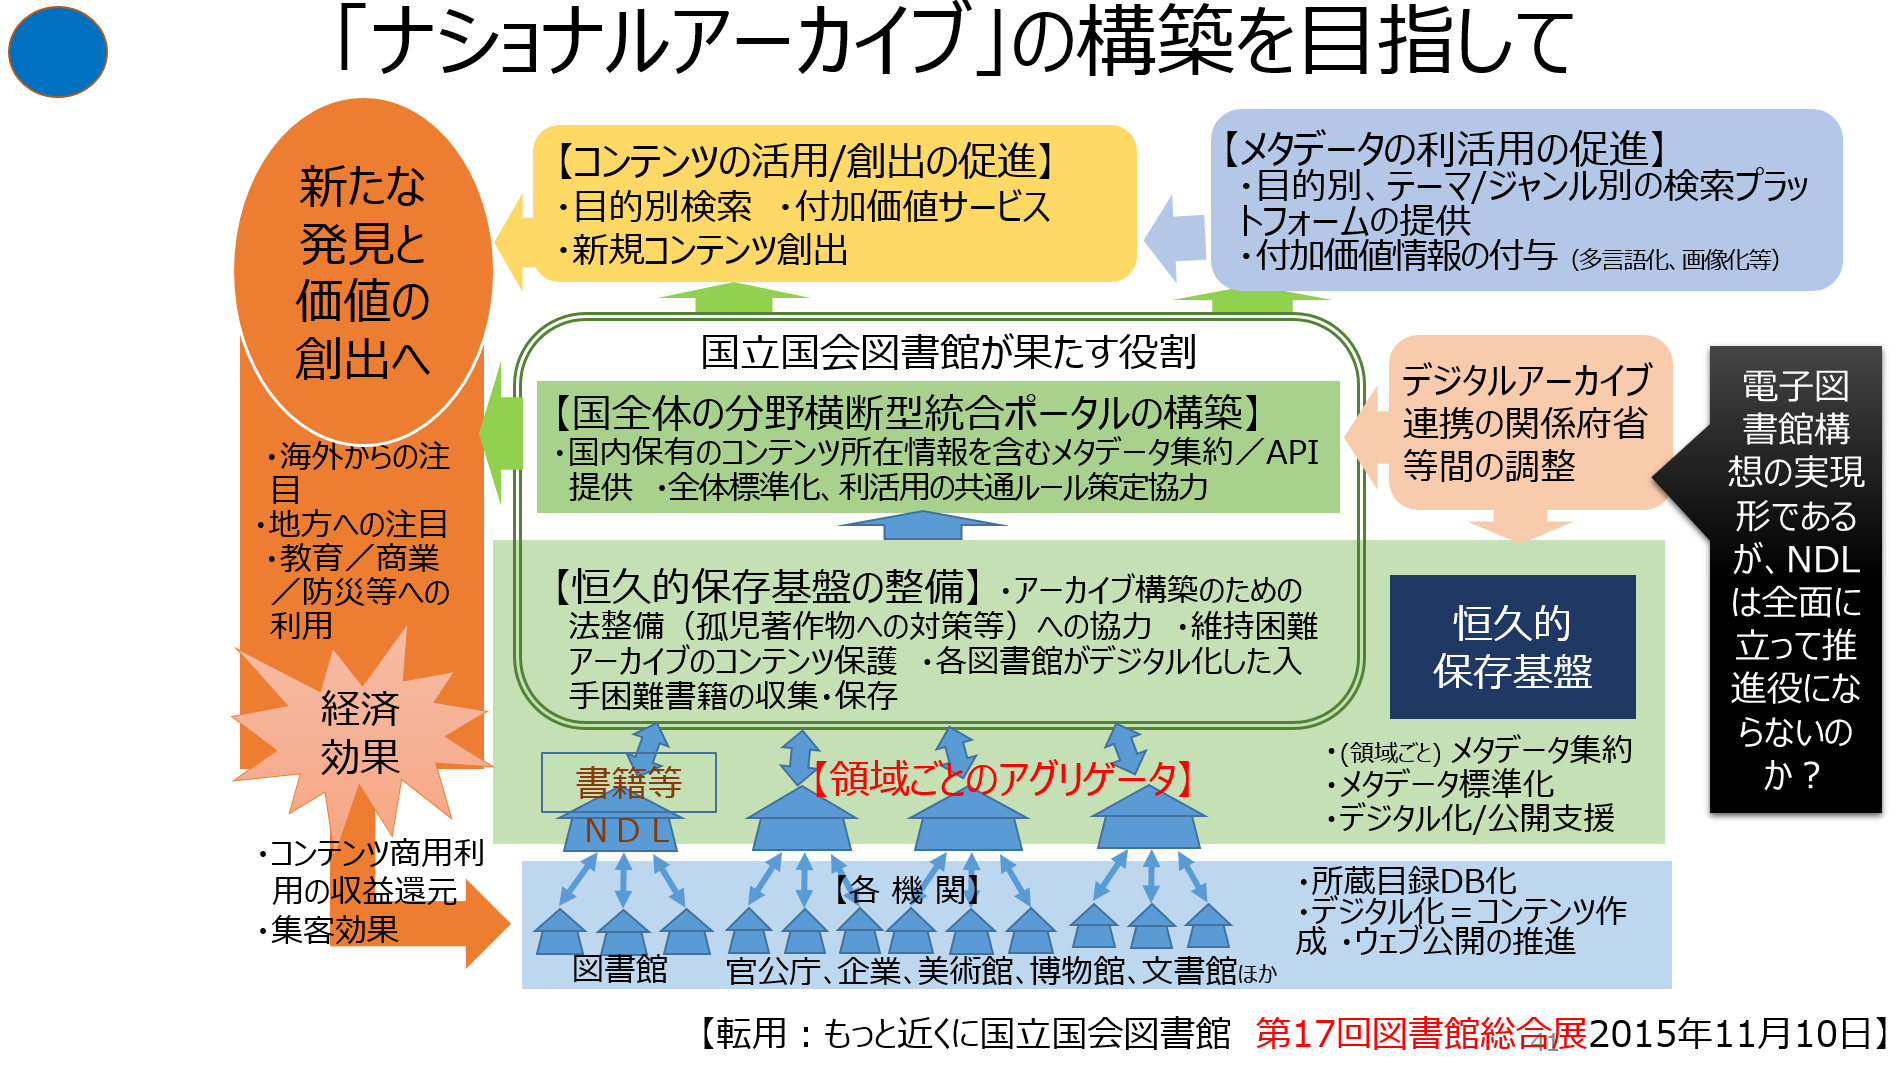 「ナショナルアーカイブ」の構築を目指して
新たな
発見と
価値の
創出へ
【コンテンツの活用/創出の促進】
・目的別検索　・付加価値サービス
・新規コンテンツ創出
【メタデータの利活用の促進】
・目的別、テーマ/ジャンル別の検索プラッ
トフォームの提供
・付加価値情報の付与（多言語化、画像化等）
国立国会図書館が果たす役割
【国全体の分野横断型統合ポータルの構築】
・国内保有のコンテンツ所在情報を含むメタデータ集約／API
提供　・全体標準化、利活用の共通ルール策定協力
デジタルアーカイブ
連携の関係府省
等間の調整
電子図
書館構
想の実現
形である
が、NDL
は全面に
立って推
進役にな
らないの
か？
・海外からの注
目
・地方への注目
・教育／商業
／防災等への
利用
【恒久的保存基盤の整備】・アーカイブ構築のための
法整備（孤児著作物への対策等）への協力　・維持困難
アーカイブのコンテンツ保護　・各図書館がデジタル化した入
手困難書籍の収集・保存
恒久的
保存基盤
経済
効果
書籍等
ＮＤＬ
【領域ごとのアグリゲータ】
・(領域ごと) メタデータ集約
・メタデータ標準化
・デジタル化/公開支援
・コンテンツ商用利
用の収益還元
・集客効果
【各 機 関】
図書館
官公庁、企業、美術館、博物館、文書館ほか
・所蔵目録DB化
・デジタル化＝コンテンツ作
成 ・ウェブ公開の推進
【転用：もっと近くに国立国会図書館　第17回図書館総合展2015年11月10日】
41